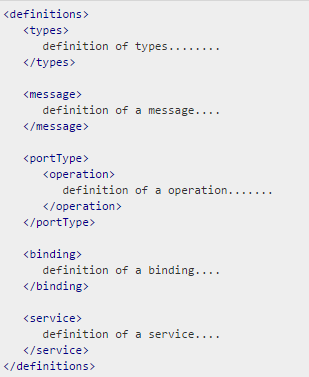 <definitions>
<types>
definition of types........
</types>
<message>
definition of a message....
</message>
<portType>
<operation>
definition of a operation.......
</operation>
</portType>
<binding>
definition of a binding....
</binding>
<service>
definition of a service....
</service>
</definitions>